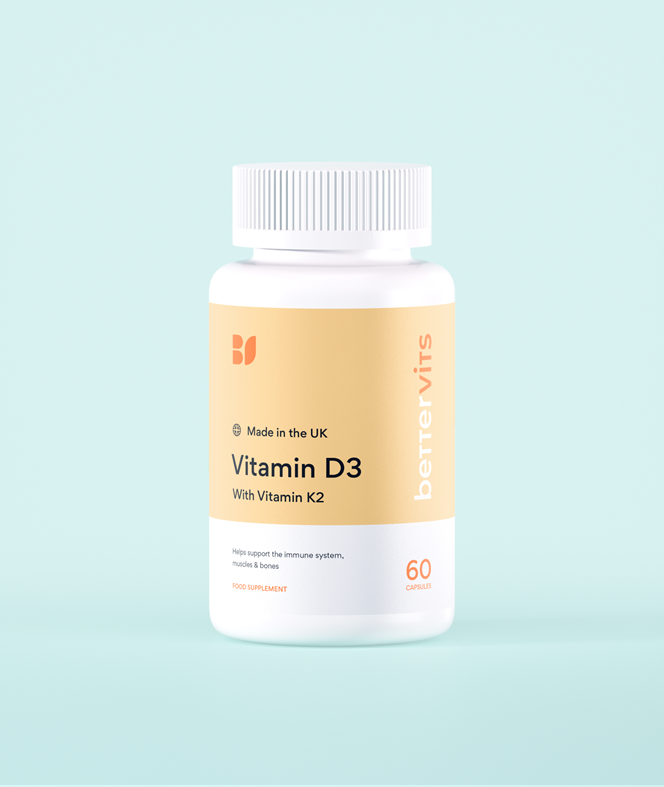 Made in the UK
Vitamin D3
With Vitamin K2
Helps support the immune system,
muscles & bones
FOOD SUPPLEMENT
betterviTs
60
CAPSULES